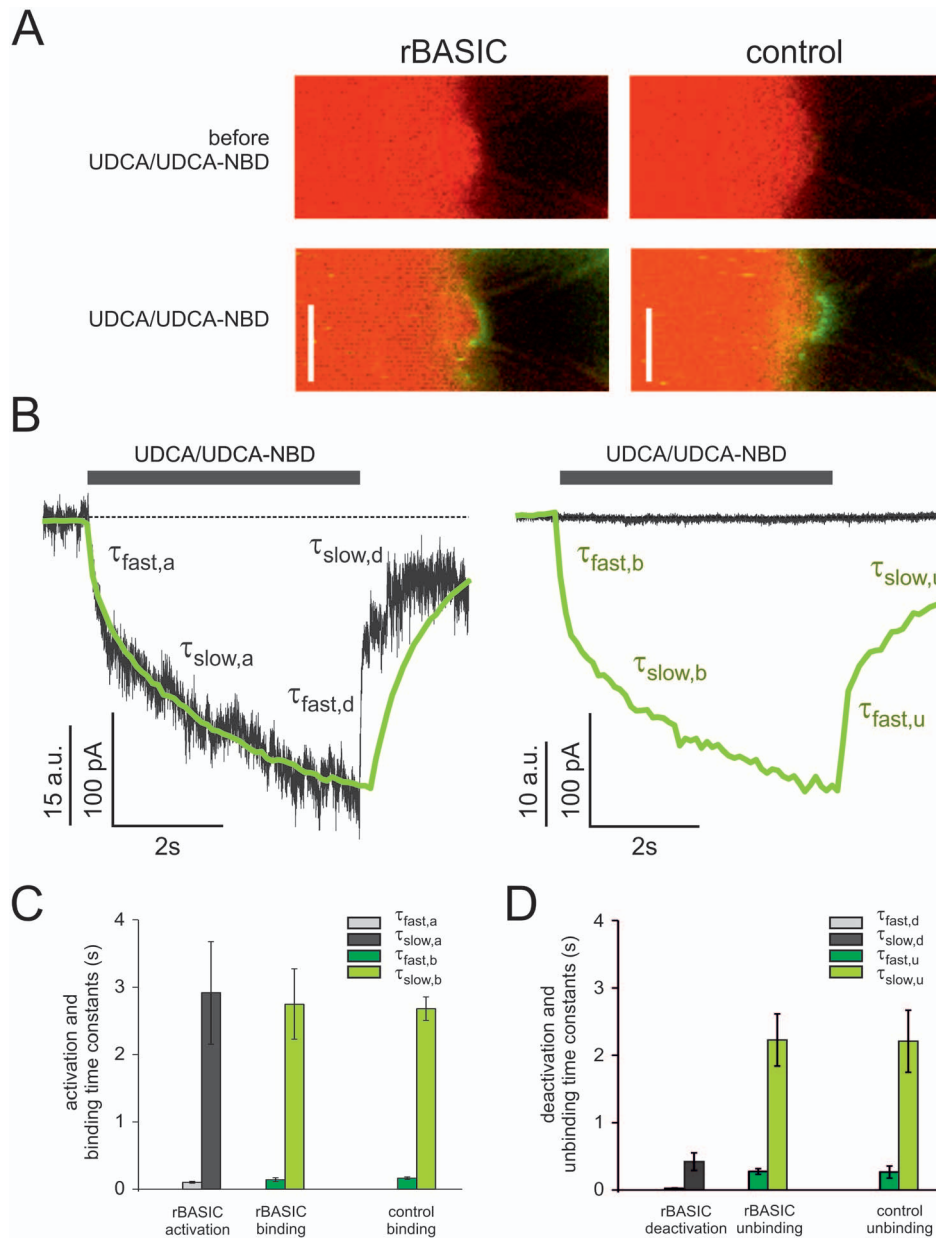 A
rBASIC
control
before
UDCA/UDCA-NBD
UDCA/UDCA-NBD
B
UDCA/UDCA-NBD
UDCA/UDCA-NBD
τfast,a
τslow,d
τslow,a
τfast,d
15 a.u.
100 pA
2s
τfast,b
τslow,u
τslow,b
τfast,u
10 a.u.
100 pA
2s
C
activation and
binding time constants (s)
4
3
2
1
0
τfast,a
τslow,a
τfast,b
τslow,b
rBASIC
activation
rBASIC
binding
control
binding
D
deactivation and
unbinding time constants (s)
4
3
2
1
0
τfast,d
τslow,d
τfast,u
τslow,u
rBASIC
deactivation
rBASIC
unbinding
control
unbinding